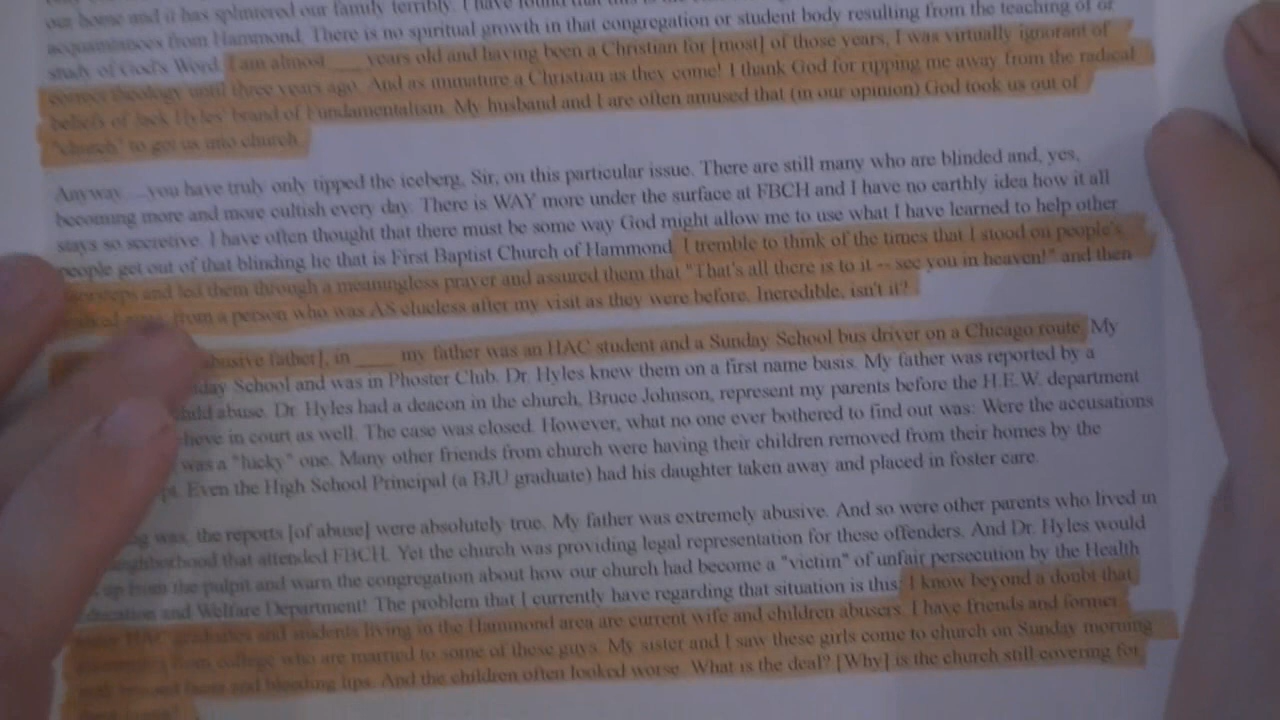 our home and it has splintered our family terribly. I have found that this is the
acquaintances from Hammond. There is no spiritual growth in that congregation or student body resulting from the teaching of or
study of God's Word. I am almost ____ years old and having been a Christian for [most] of those years, I was virtually ignorant of
correct theology until three years ago. And as immature a Christian as they come! I thank God for ripping me away from the radical
beliefs of Jack Hyles' brand of Fundamentalism. My husband and I are often amused that (in our opinion) God took us out of
"church" to get us into church.
Anyway... you have truly only tipped the iceberg, Sir, on this particular issue. There are still many who are blinded and, yes,
becoming more and more cultish every day. There is WAY more under the surface at FBCH and I have no earthly idea how it all
stays so secretive. I have often thought that there must be some way God might allow me to use what I have learned to help other
people get out of that blinding lie that is First Baptist Church of Hammond. I tremble to think of the times that I stood on people's
doorsteps and led them through a meaningless prayer and assured them that "That's all there is to it -- see you in heaven!" and then
walked away from a person who was AS clueless after my visit as they were before. Incredible, isn't it?
abusive father], in ____ my father was an HAC student and a Sunday School bus driver on a Chicago route. My
day School and was in Phoster Club. Dr. Hyles knew them on a first name basis. My father was reported by a
child abuse. Dr. Hyles had a deacon in the church, Bruce Johnson, represent my parents before the H.E.W. department
in court as well. The case was closed. However, what no one ever bothered to find out was: Were the accusations
was a "lucky" one. Many other friends from church were having their children removed from their homes by the
Even the High School Principal (a BJU graduate) had his daughter taken away and placed in foster care.
was, the reports [of abuse] were absolutely true. My father was extremely abusive. And so were other parents who lived in
neighborhood that attended FBCH. Yet the church was providing legal representation for these offenders. And Dr. Hyles would
up from the pulpit and warn the congregation about how our church had become a "victim" of unfair persecution by the Health
Education and Welfare Department! The problem that I currently have regarding that situation is this: I know beyond a doubt that
HAC graduates and students living in the Hammond area are current wife and children abusers. I have friends and former
from college who are married to some of these guys. My sister and I saw these girls come to church on Sunday morning
and bleeding lips. And the children often looked worse. What is the deal? [Why] is the church still covering for